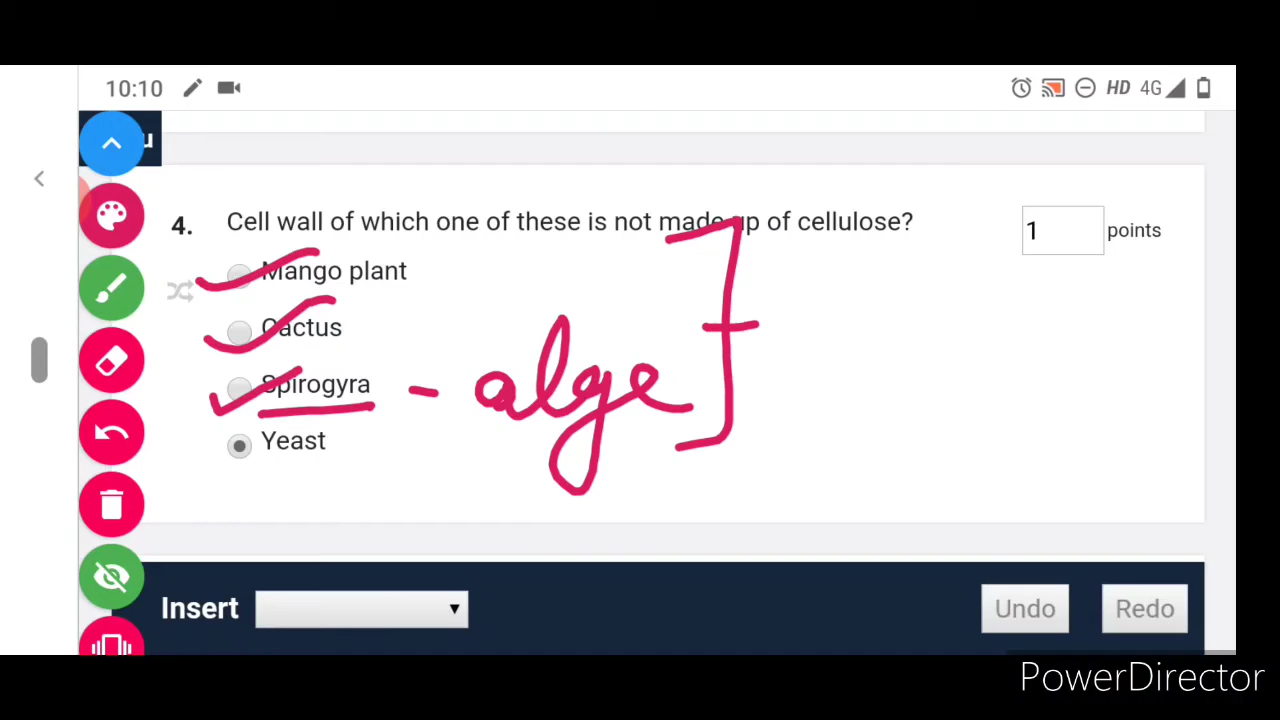 10:10 HD 4G
u
4. Cell wall of which one of these is not made up of cellulose? 1 points
Mango plant
Cactus
Spirogyra - alge
Yeast
Insert Undo Redo
PowerDirector